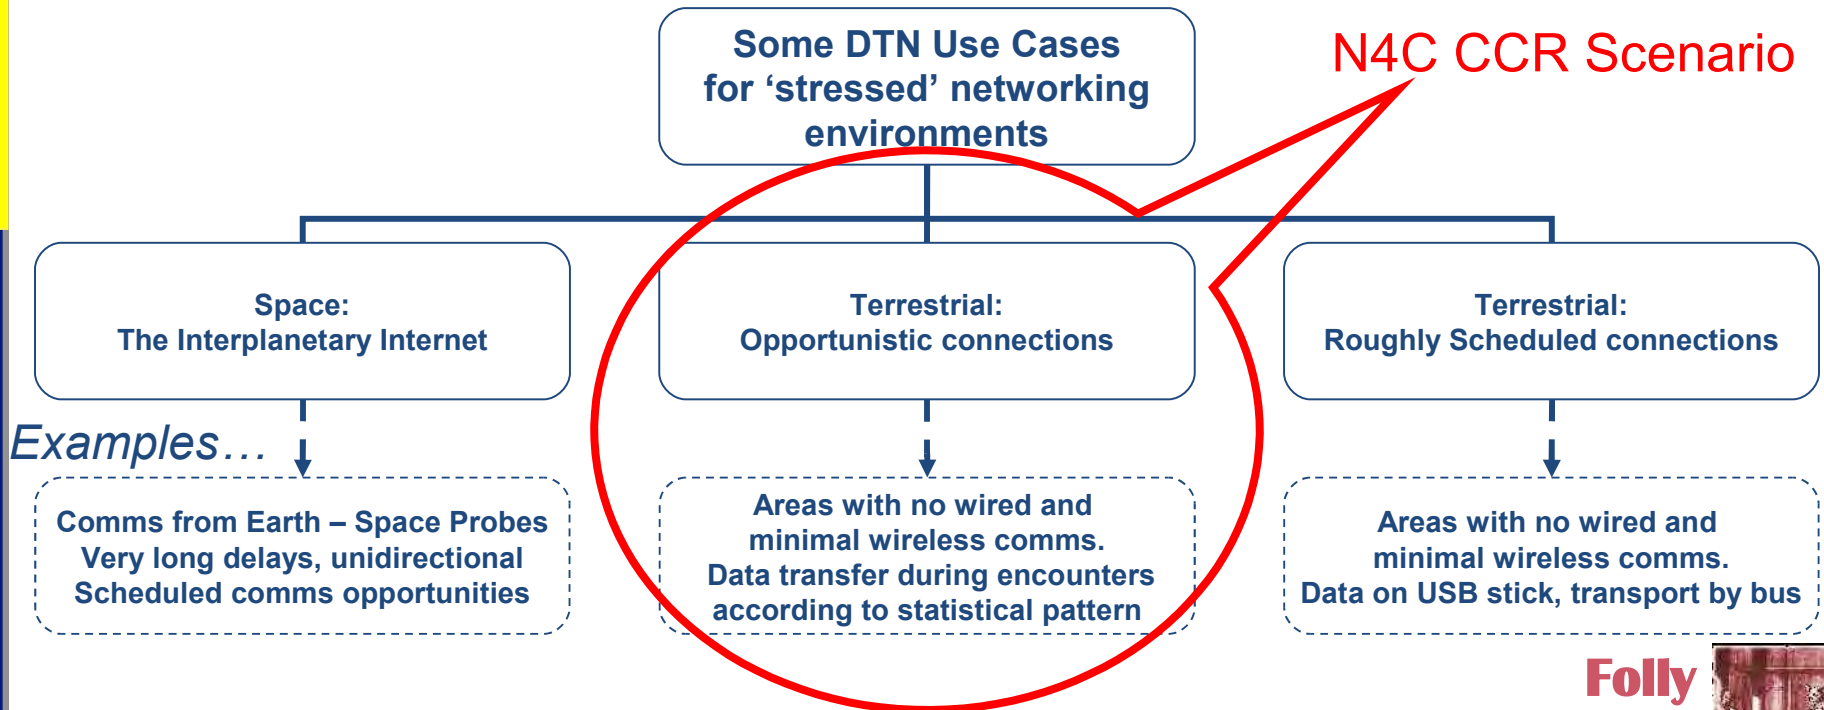 Some DTN Use Cases
for ‘stressed’ networking
environments
N4C CCR Scenario
Space:
The Interplanetary Internet
Terrestrial:
Opportunistic connections
Terrestrial:
Roughly Scheduled connections
Examples…
Comms from Earth – Space Probes
Very long delays, unidirectional
Scheduled comms opportunities
Areas with no wired and
minimal wireless comms.
Data transfer during encounters
according to statistical pattern
Areas with no wired and
minimal wireless comms.
Data on USB stick, transport by bus
Folly